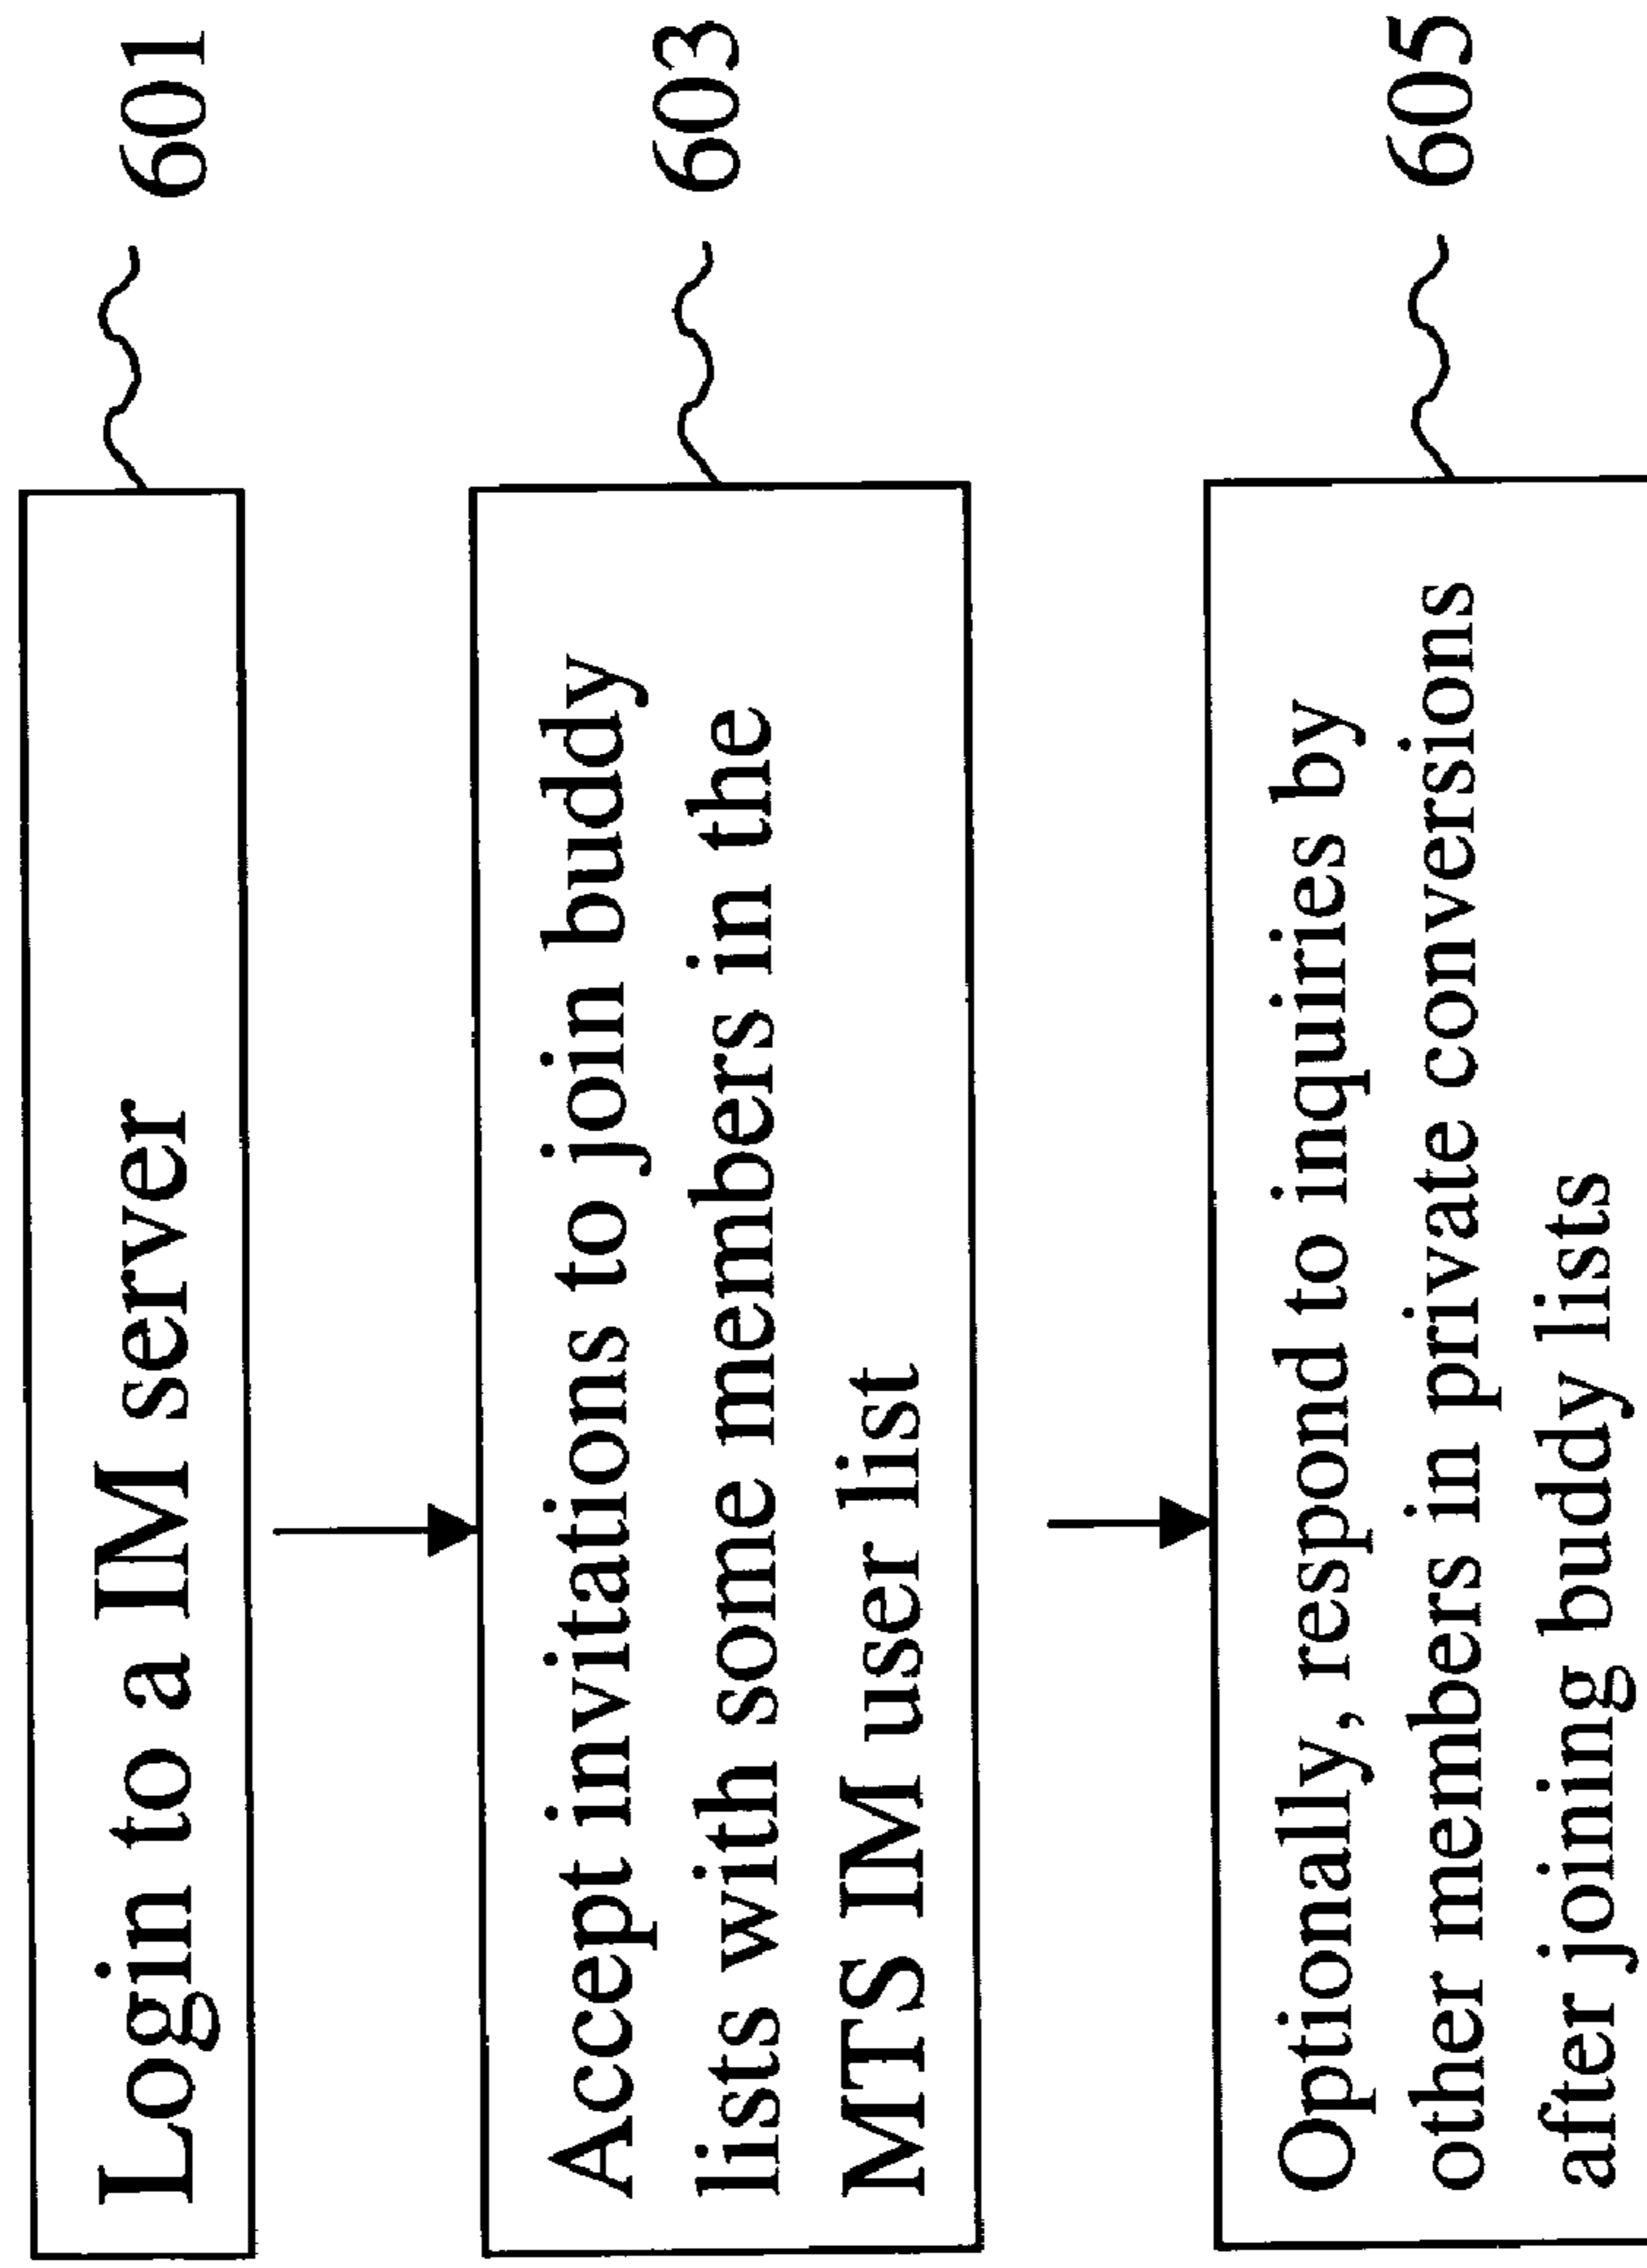 Login to a IM server
601
Accept invitations to join buddy
lists with some members in the
MTS IM user list
603
Optionally, respond to inquiries by
other members in private conversions
after joining buddy lists
605